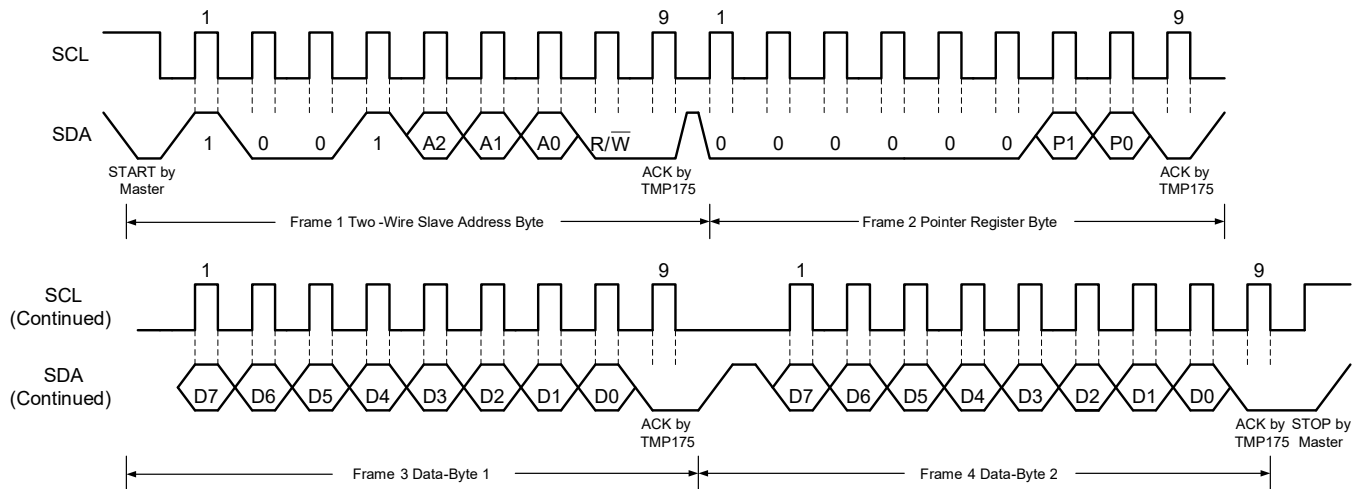 1 9 1 9
SCL
SDA
1 0 0 1 A2 A1 A0 R/W̅ 0 0 0 0 0 0 P1 P0
START by
Master
ACK by
TMP175
ACK by
TMP175
Frame 1 Two -Wire Slave Address Byte
Frame 2 Pointer Register Byte
1 9 1 9
SCL
(Continued)
SDA
(Continued)
D7 D6 D5 D4 D3 D2 D1 D0 D7 D6 D5 D4 D3 D2 D1 D0
ACK by
TMP175
ACK by
TMP175
STOP by
Master
Frame 3 Data-Byte 1
Frame 4 Data-Byte 2